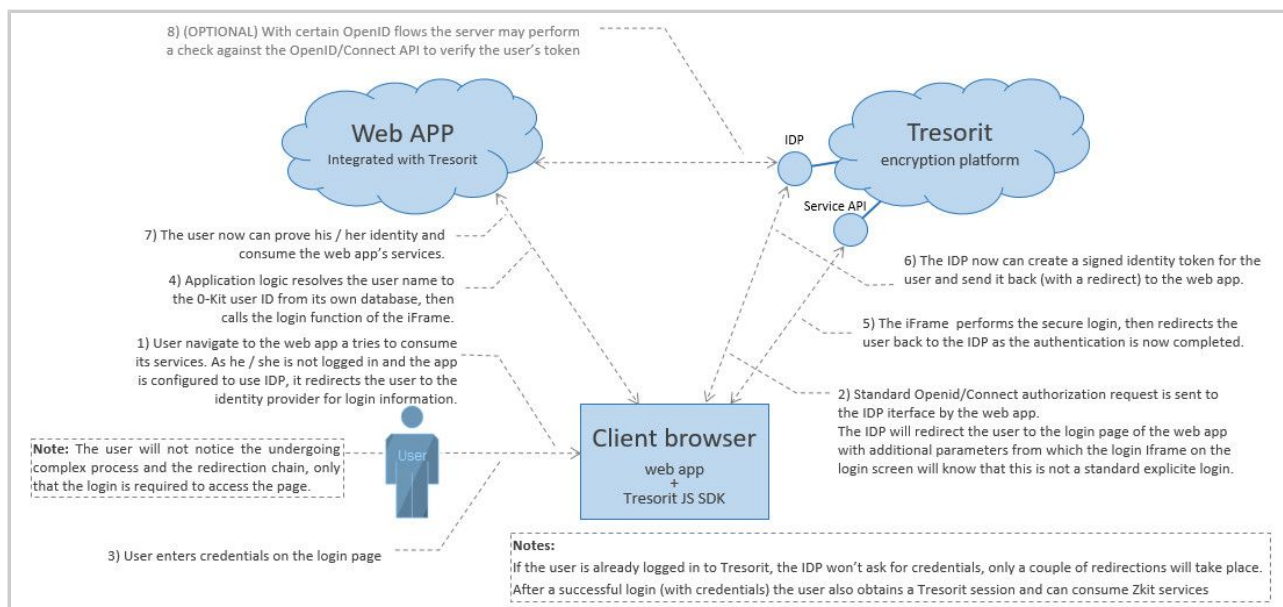 8) (OPTIONAL) With certain OpenID flows the server may perform
a check against the OpenID/Connect API to verify the user's token
Web APP
Integrated with Tresorit
IDP
Tresorit
encryption platform
Service API
7) The user now can prove his / her identity and
consume the web app's services.
4) Application logic resolves the user name to
the 0-Kit user ID from its own database, then
calls the login function of the iFrame.
1) User navigate to the web app a tries to consume
its services. As he / she is not logged in and the app
is configured to use IDP, it redirects the user to the
identity provider for login information.
6) The IDP now can create a signed identity token for the
user and send it back (with a redirect) to the web app.
5) The iFrame performs the secure login, then redirects the
user back to the IDP as the authentication is now completed.
2) Standard Openid/Connect authorization request is sent to
the IDP iterface by the web app.
The IDP will redirect the user to the login page of the web app
with additional parameters from which the login Iframe on the
login screen will know that this is not a standard explicite login.
Note: The user will not notice the undergoing
complex process and the redirection chain, only
that the login is required to access the page.
User
Client browser
web app
+
Tresorit JS SDK
3) User enters credentials on the login page
Notes:
If the user is already logged in to Tresorit, the IDP won't ask for credentials, only a couple of redirections will take place.
After a successful login (with credentials) the user also obtains a Tresorit session and can consume Zkit services